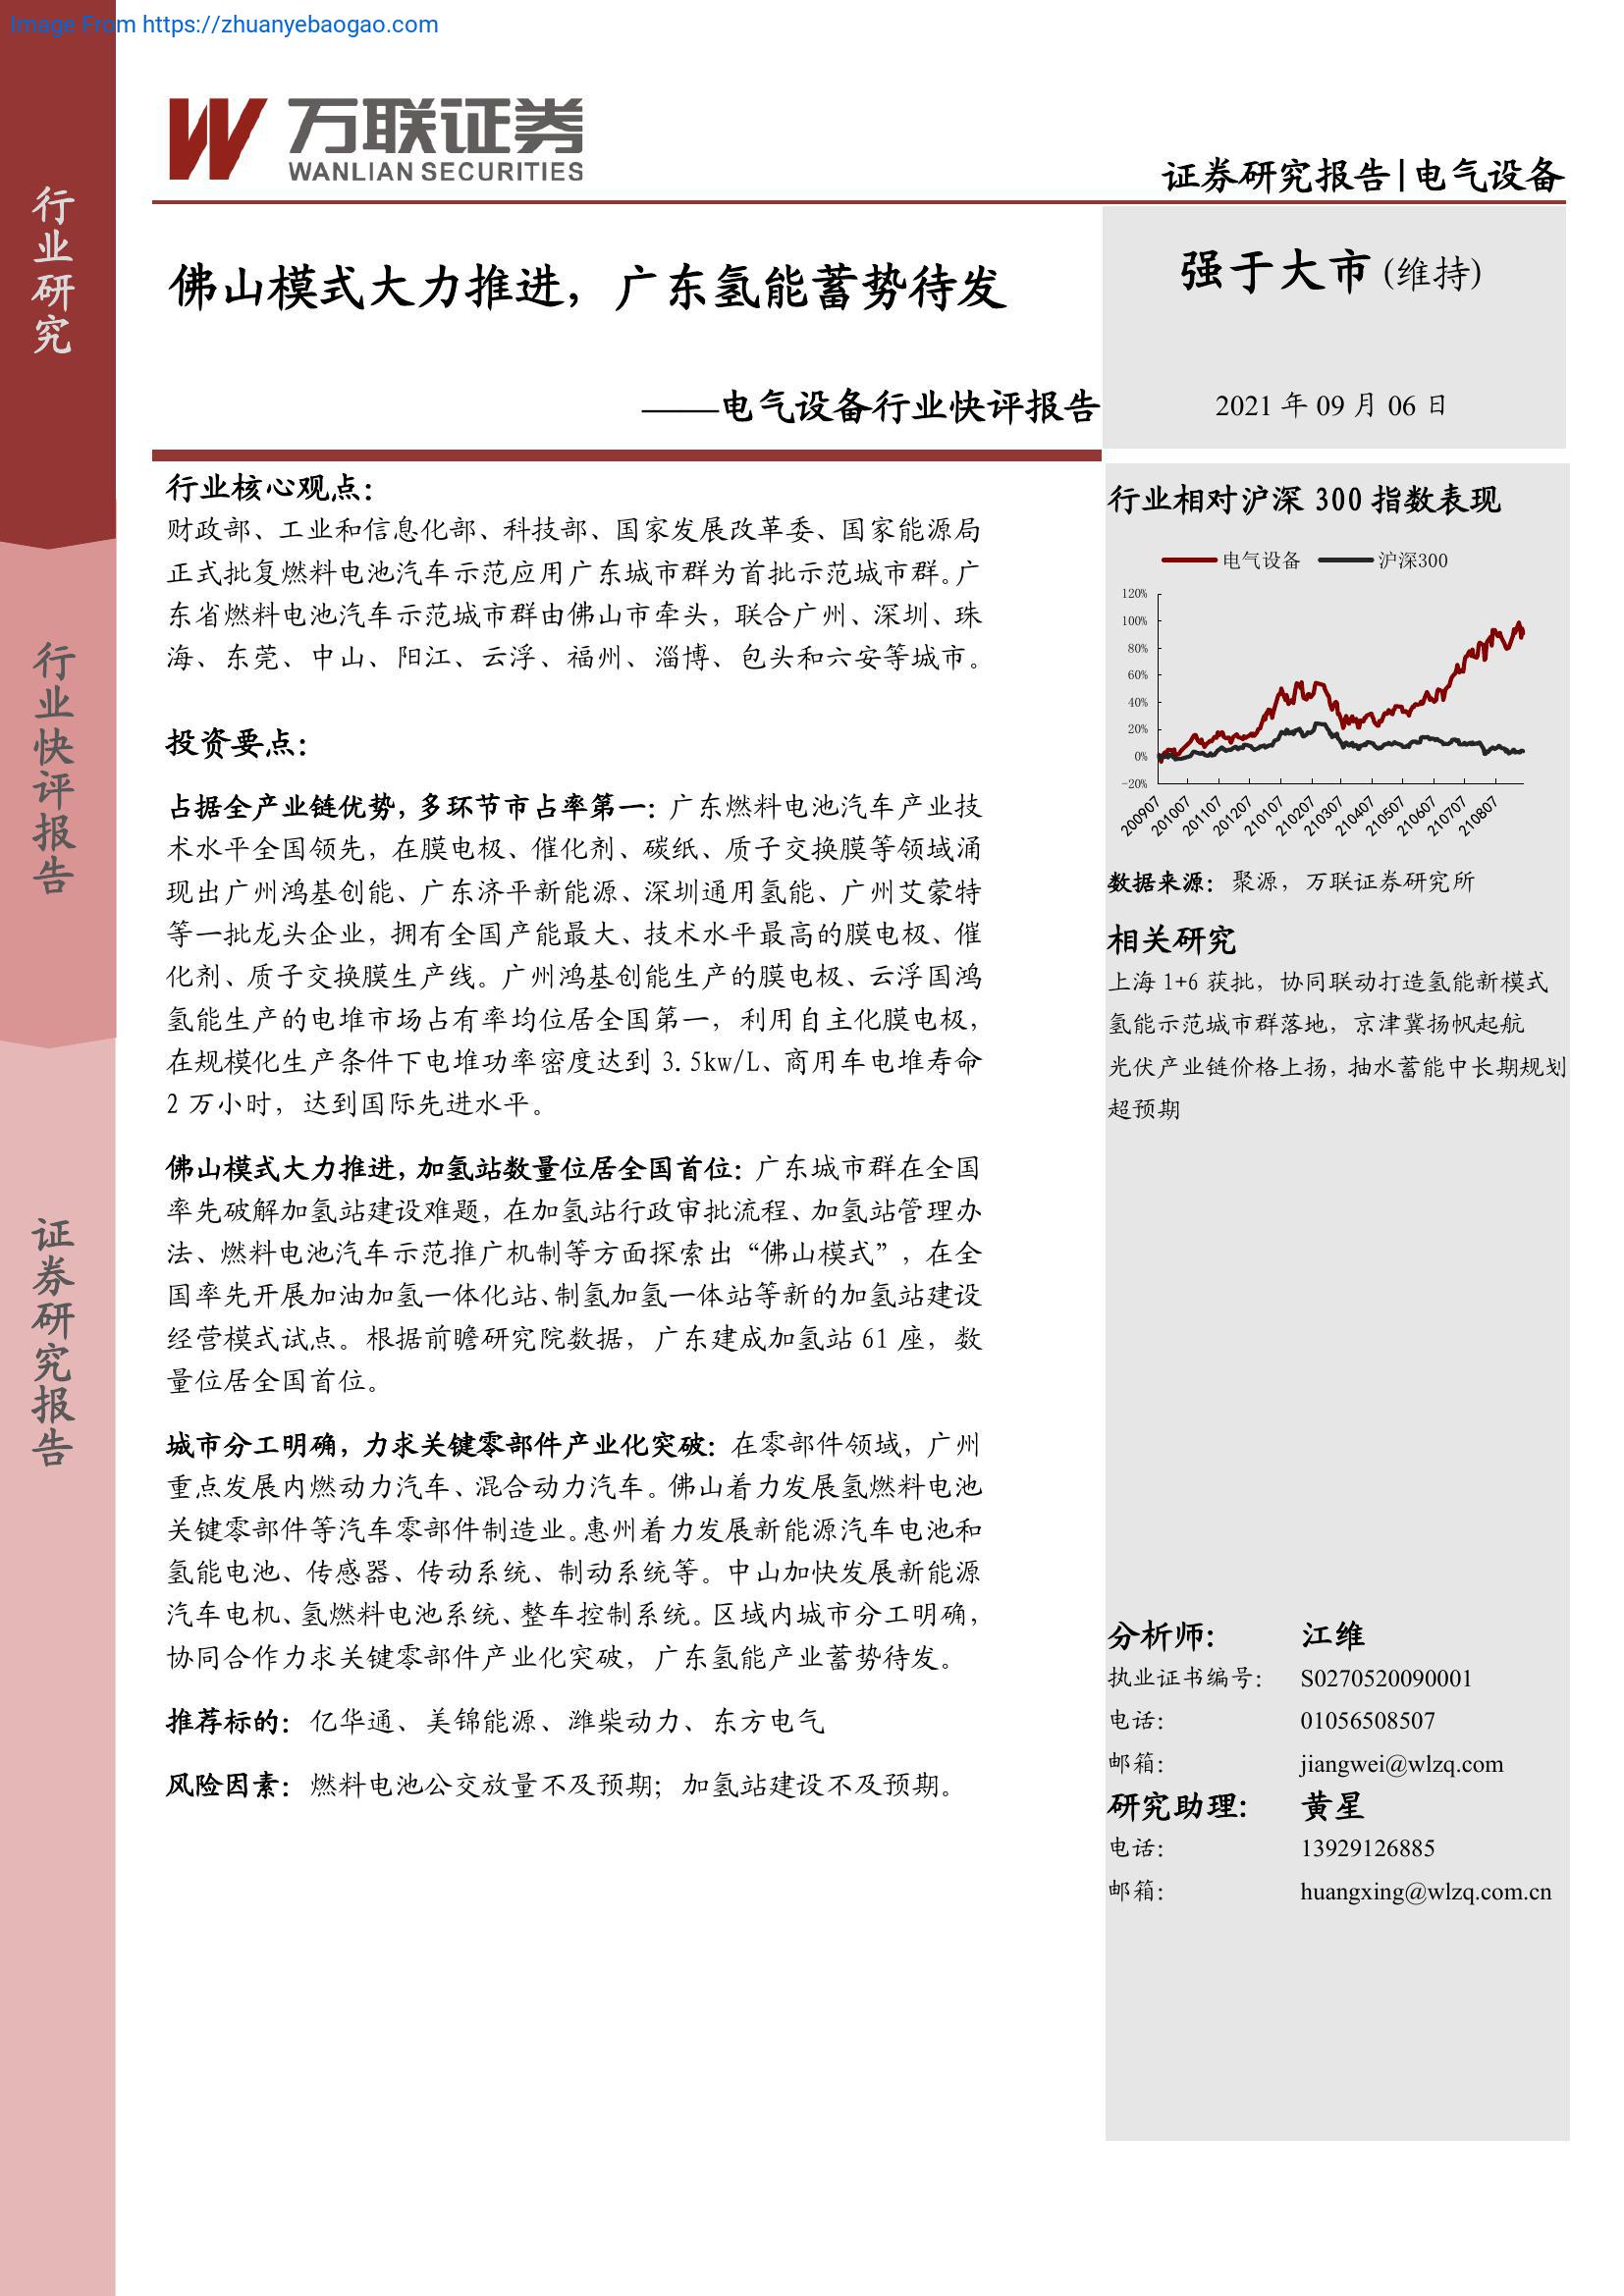 Image From https://zhuanyebaogao.com
万联证券
WANLIAN SECURITIES
证券研究报告|电气设备
行业研究
行业快评报告
证券研究报告
佛山模式大力推进，广东氢能蓄势待发
——电气设备行业快评报告
强于大市(维持)
2021 年 09 月 06 日
行业核心观点：
财政部、工业和信息化部、科技部、国家发展改革委、国家能源局
正式批复燃料电池汽车示范应用广东城市群为首批示范城市群。广
东省燃料电池汽车示范城市群由佛山市牵头，联合广州、深圳、珠
海、东莞、中山、阳江、云浮、福州、淄博、包头和六安等城市。
投资要点：
占据全产业链优势，多环节市占率第一：广东燃料电池汽车产业技
术水平全国领先，在膜电极、催化剂、碳纸、质子交换膜等领域涌
现出广州鸿基创能、广东济平新能源、深圳通用氢能、广州艾蒙特
等一批龙头企业，拥有全国产能最大、技术水平最高的膜电极、催
化剂、质子交换膜生产线。广州鸿基创能生产的膜电极、云浮国鸿
氢能生产的电堆市场占有率均位居全国第一，利用自主化膜电极，
在规模化生产条件下电堆功率密度达到 3.5kw/L、商用车电堆寿命
2 万小时，达到国际先进水平。
佛山模式大力推进，加氢站数量位居全国首位：广东城市群在全国
率先破解加氢站建设难题，在加氢站行政审批流程、加氢站管理办
法、燃料电池汽车示范推广机制等方面探索出“佛山模式”，在全
国率先开展加油加氢一体化站、制氢加氢一体站等新的加氢站建设
经营模式试点。根据前瞻研究院数据，广东建成加氢站 61 座，数
量位居全国首位。
城市分工明确，力求关键零部件产业化突破：在零部件领域，广州
重点发展内燃动力汽车、混合动力汽车。佛山着力发展氢燃料电池
关键零部件等汽车零部件制造业。惠州着力发展新能源汽车电池和
氢能电池、传感器、传动系统、制动系统等。中山加快发展新能源
汽车电机、氢燃料电池系统、整车控制系统。区域内城市分工明确，
协同合作力求关键零部件产业化突破，广东氢能产业蓄势待发。
推荐标的：亿华通、美锦能源、潍柴动力、东方电气
风险因素：燃料电池公交放量不及预期；加氢站建设不及预期。
行业相对沪深 300 指数表现
电气设备 沪深300
120%
100%
80%
60%
40%
20%
0%
-20%
200907 201007 201107 201207 210107 210207 210307 210407 210507 210607 210707 210807
数据来源：聚源，万联证券研究所
相关研究
上海 1+6 获批，协同联动打造氢能新模式
氢能示范城市群落地，京津冀扬帆起航
光伏产业链价格上扬，抽水蓄能中长期规划
超预期
分析师： 江维
执业证书编号： S0270520090001
电话： 01056508507
邮箱： jiangwei@wlzq.com
研究助理： 黄星
电话： 13929126885
邮箱： huangxing@wlzq.com.cn